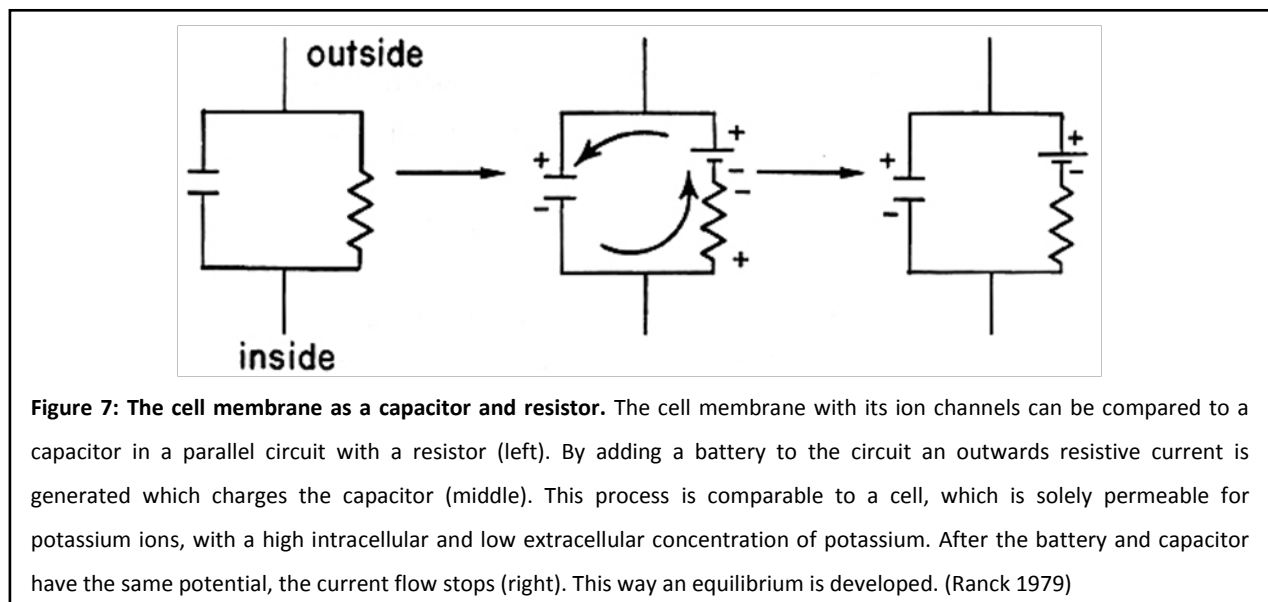 outside
+
+
-
-
-
+
+
+
-
-
inside
Figure 7: The cell membrane as a capacitor and resistor. The cell membrane with its ion channels can be compared to a
capacitor in a parallel circuit with a resistor (left). By adding a battery to the circuit an outwards resistive current is
generated which charges the capacitor (middle). This process is comparable to a cell, which is solely permeable for
potassium ions, with a high intracellular and low extracellular concentration of potassium. After the battery and capacitor
have the same potential, the current flow stops (right). This way an equilibrium is developed. (Ranck 1979)